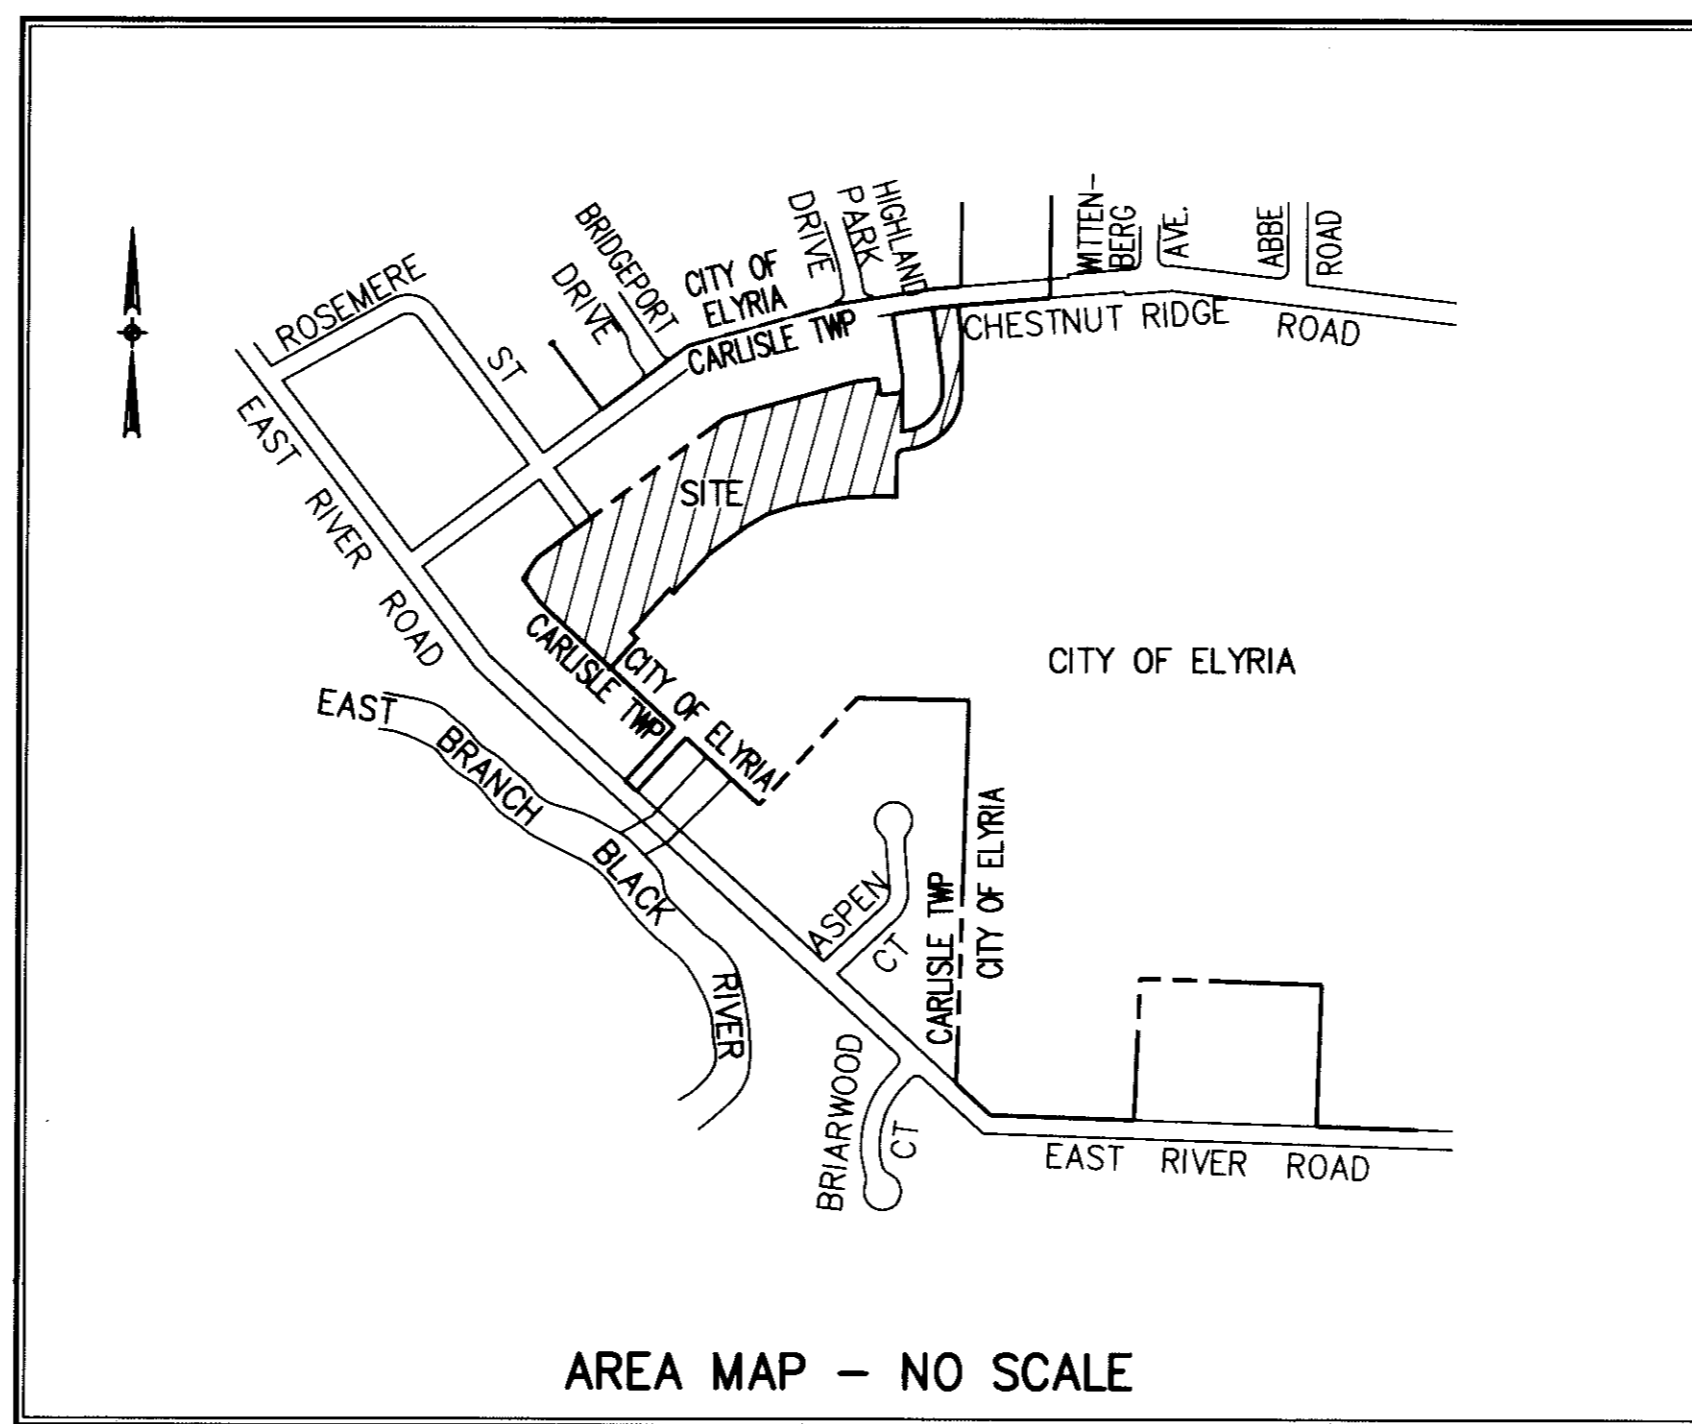 WITTEN-
BERG
AVE.
ABBE
ROAD
HIGHLAND
PARK
DRIVE
BRIDGEPORT
DRIVE
CITY OF
ELYRIA
CARLISLE TWP
CHESTNUT RIDGE ROAD
ROSEMERE
ST
EAST RIVER ROAD
SITE
CARLISLE TWP
CITY OF ELYRIA
CITY OF ELYRIA
EAST BRANCH BLACK RIVER
ASPEN
CT
CARLISLE TWP
CITY OF ELYRIA
BRIARWOOD
CT
EAST RIVER ROAD
AREA MAP - NO SCALE